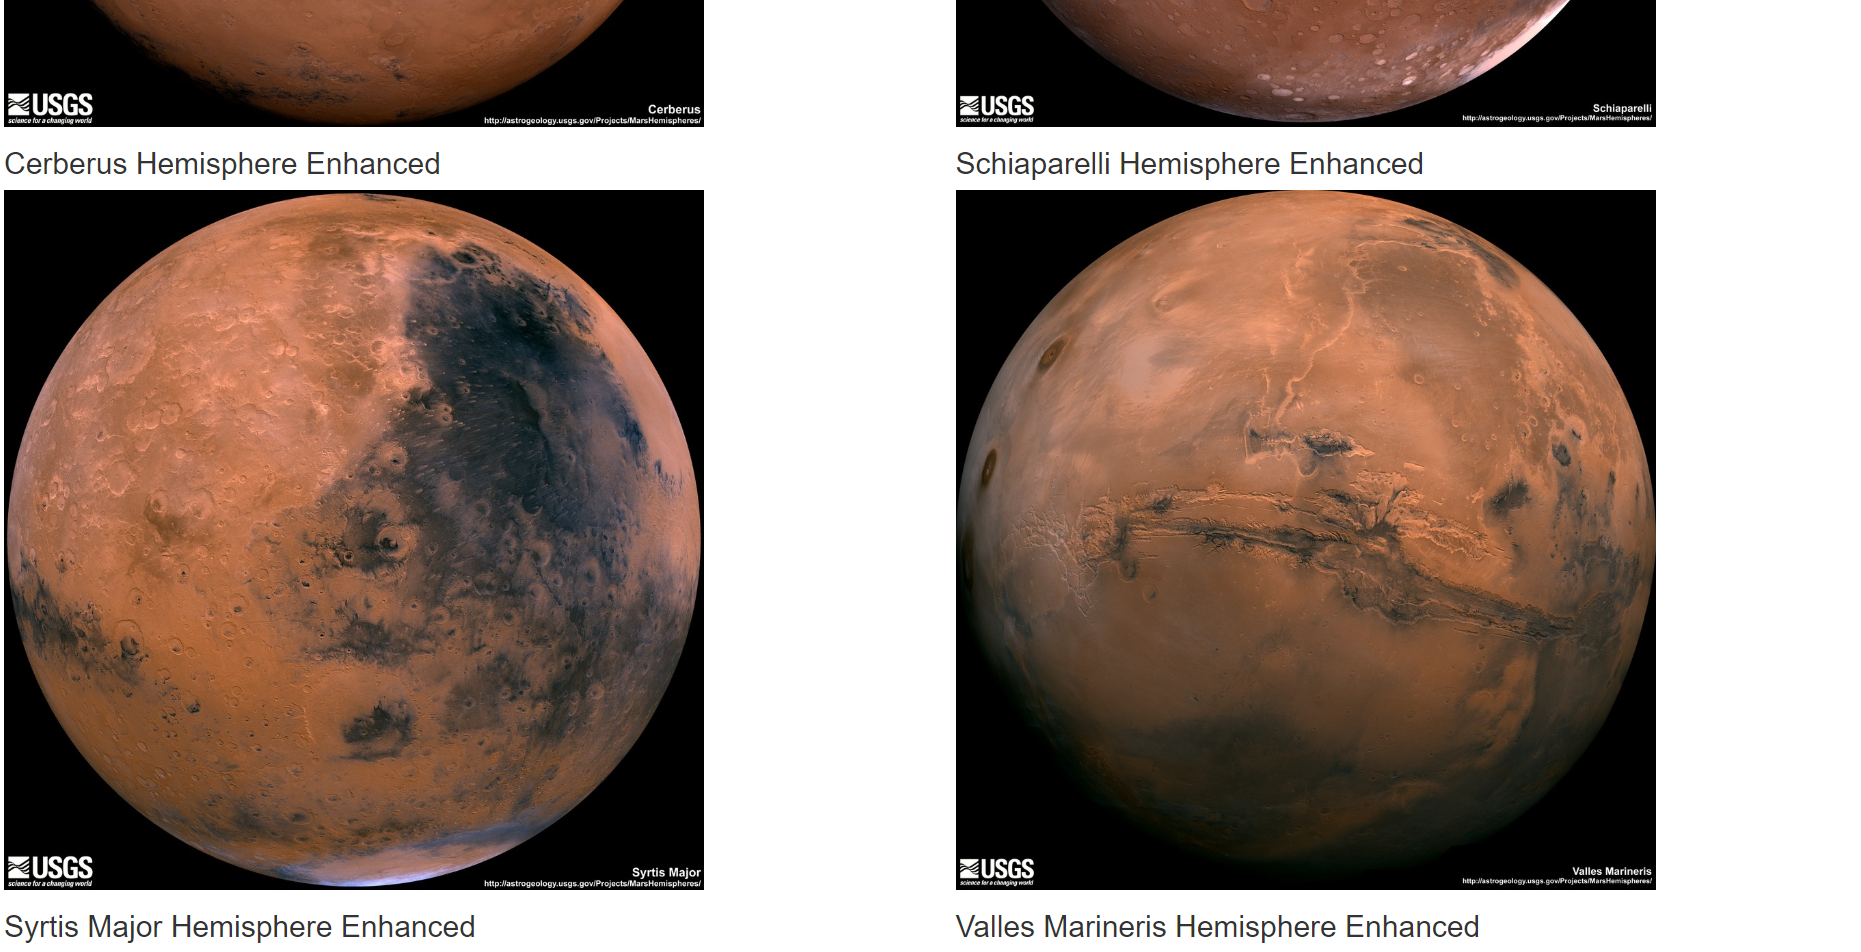 USGS
science for a changing world
Cerberus
http://astrogeology.usgs.gov/Projects/MarsHemispheres/
USGS
science for a changing world
Schiaparelli
http://astrogeology.usgs.gov/Projects/MarsHemispheres/
Cerberus Hemisphere Enhanced
Schiaparelli Hemisphere Enhanced
USGS
science for a changing world
Syrtis Major
http://astrogeology.usgs.gov/Projects/MarsHemispheres/
USGS
science for a changing world
Valles Marineris
http://astrogeology.usgs.gov/Projects/MarsHemispheres/
Syrtis Major Hemisphere Enhanced
Valles Marineris Hemisphere Enhanced